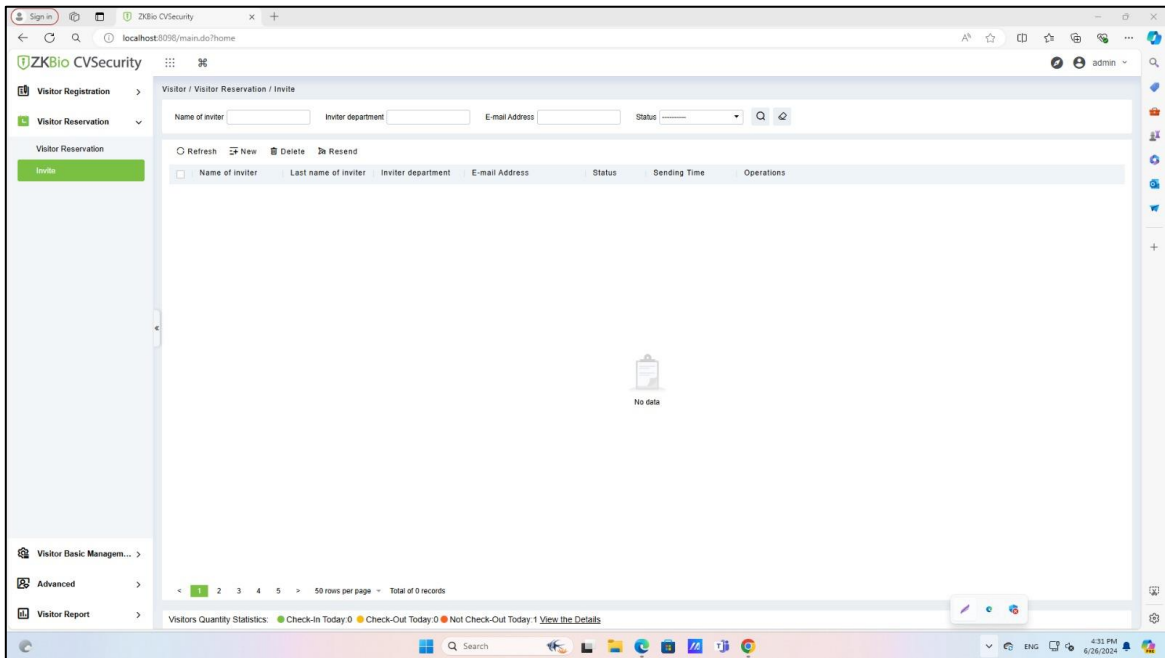 Sign in
ZKBio CVSecurity
localhost:8098/main.do?home
ZKBio CVSecurity
admin
Visitor Registration
Visitor / Visitor Reservation / Invite
Visitor Reservation
Name of inviter Inviter department E-mail Address Status ----------
Visitor Reservation
Refresh New Delete Resend
Invite
Name of inviter Last name of inviter Inviter department E-mail Address Status Sending Time Operations
No data
Visitor Basic Managem...
Advanced
< 1 2 3 4 5 > 50 rows per page Total of 0 records
Visitor Report
Visitors Quantity Statistics: Check-In Today:0 Check-Out Today:0 Not Check-Out Today:1 View the Details
Search
ENG
4:31 PM
6/26/2024